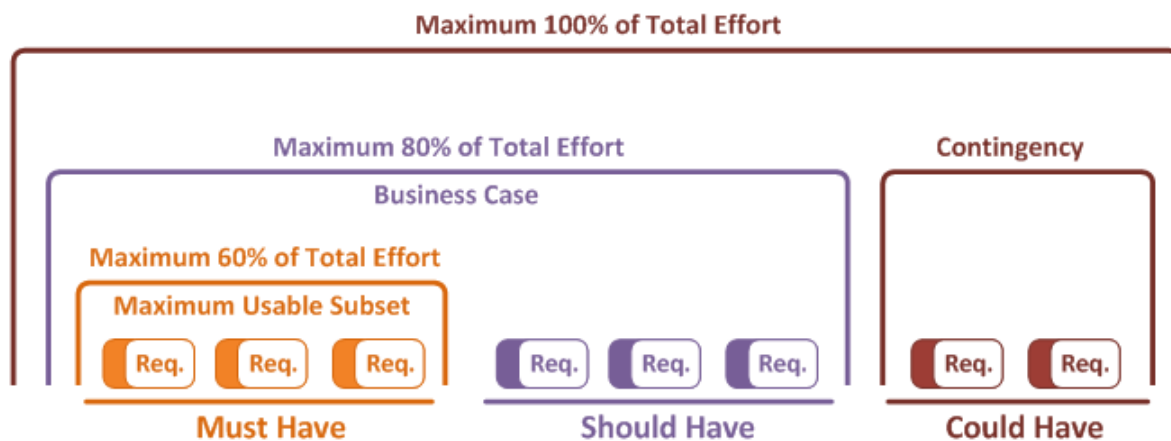 Maximum 100% of Total Effort
Maximum 80% of Total Effort
Contingency
Business Case
Maximum 60% of Total Effort
Maximum Usable Subset
Req. Req. Req. Req. Req. Req. Req. Req.
Must Have Should Have Could Have